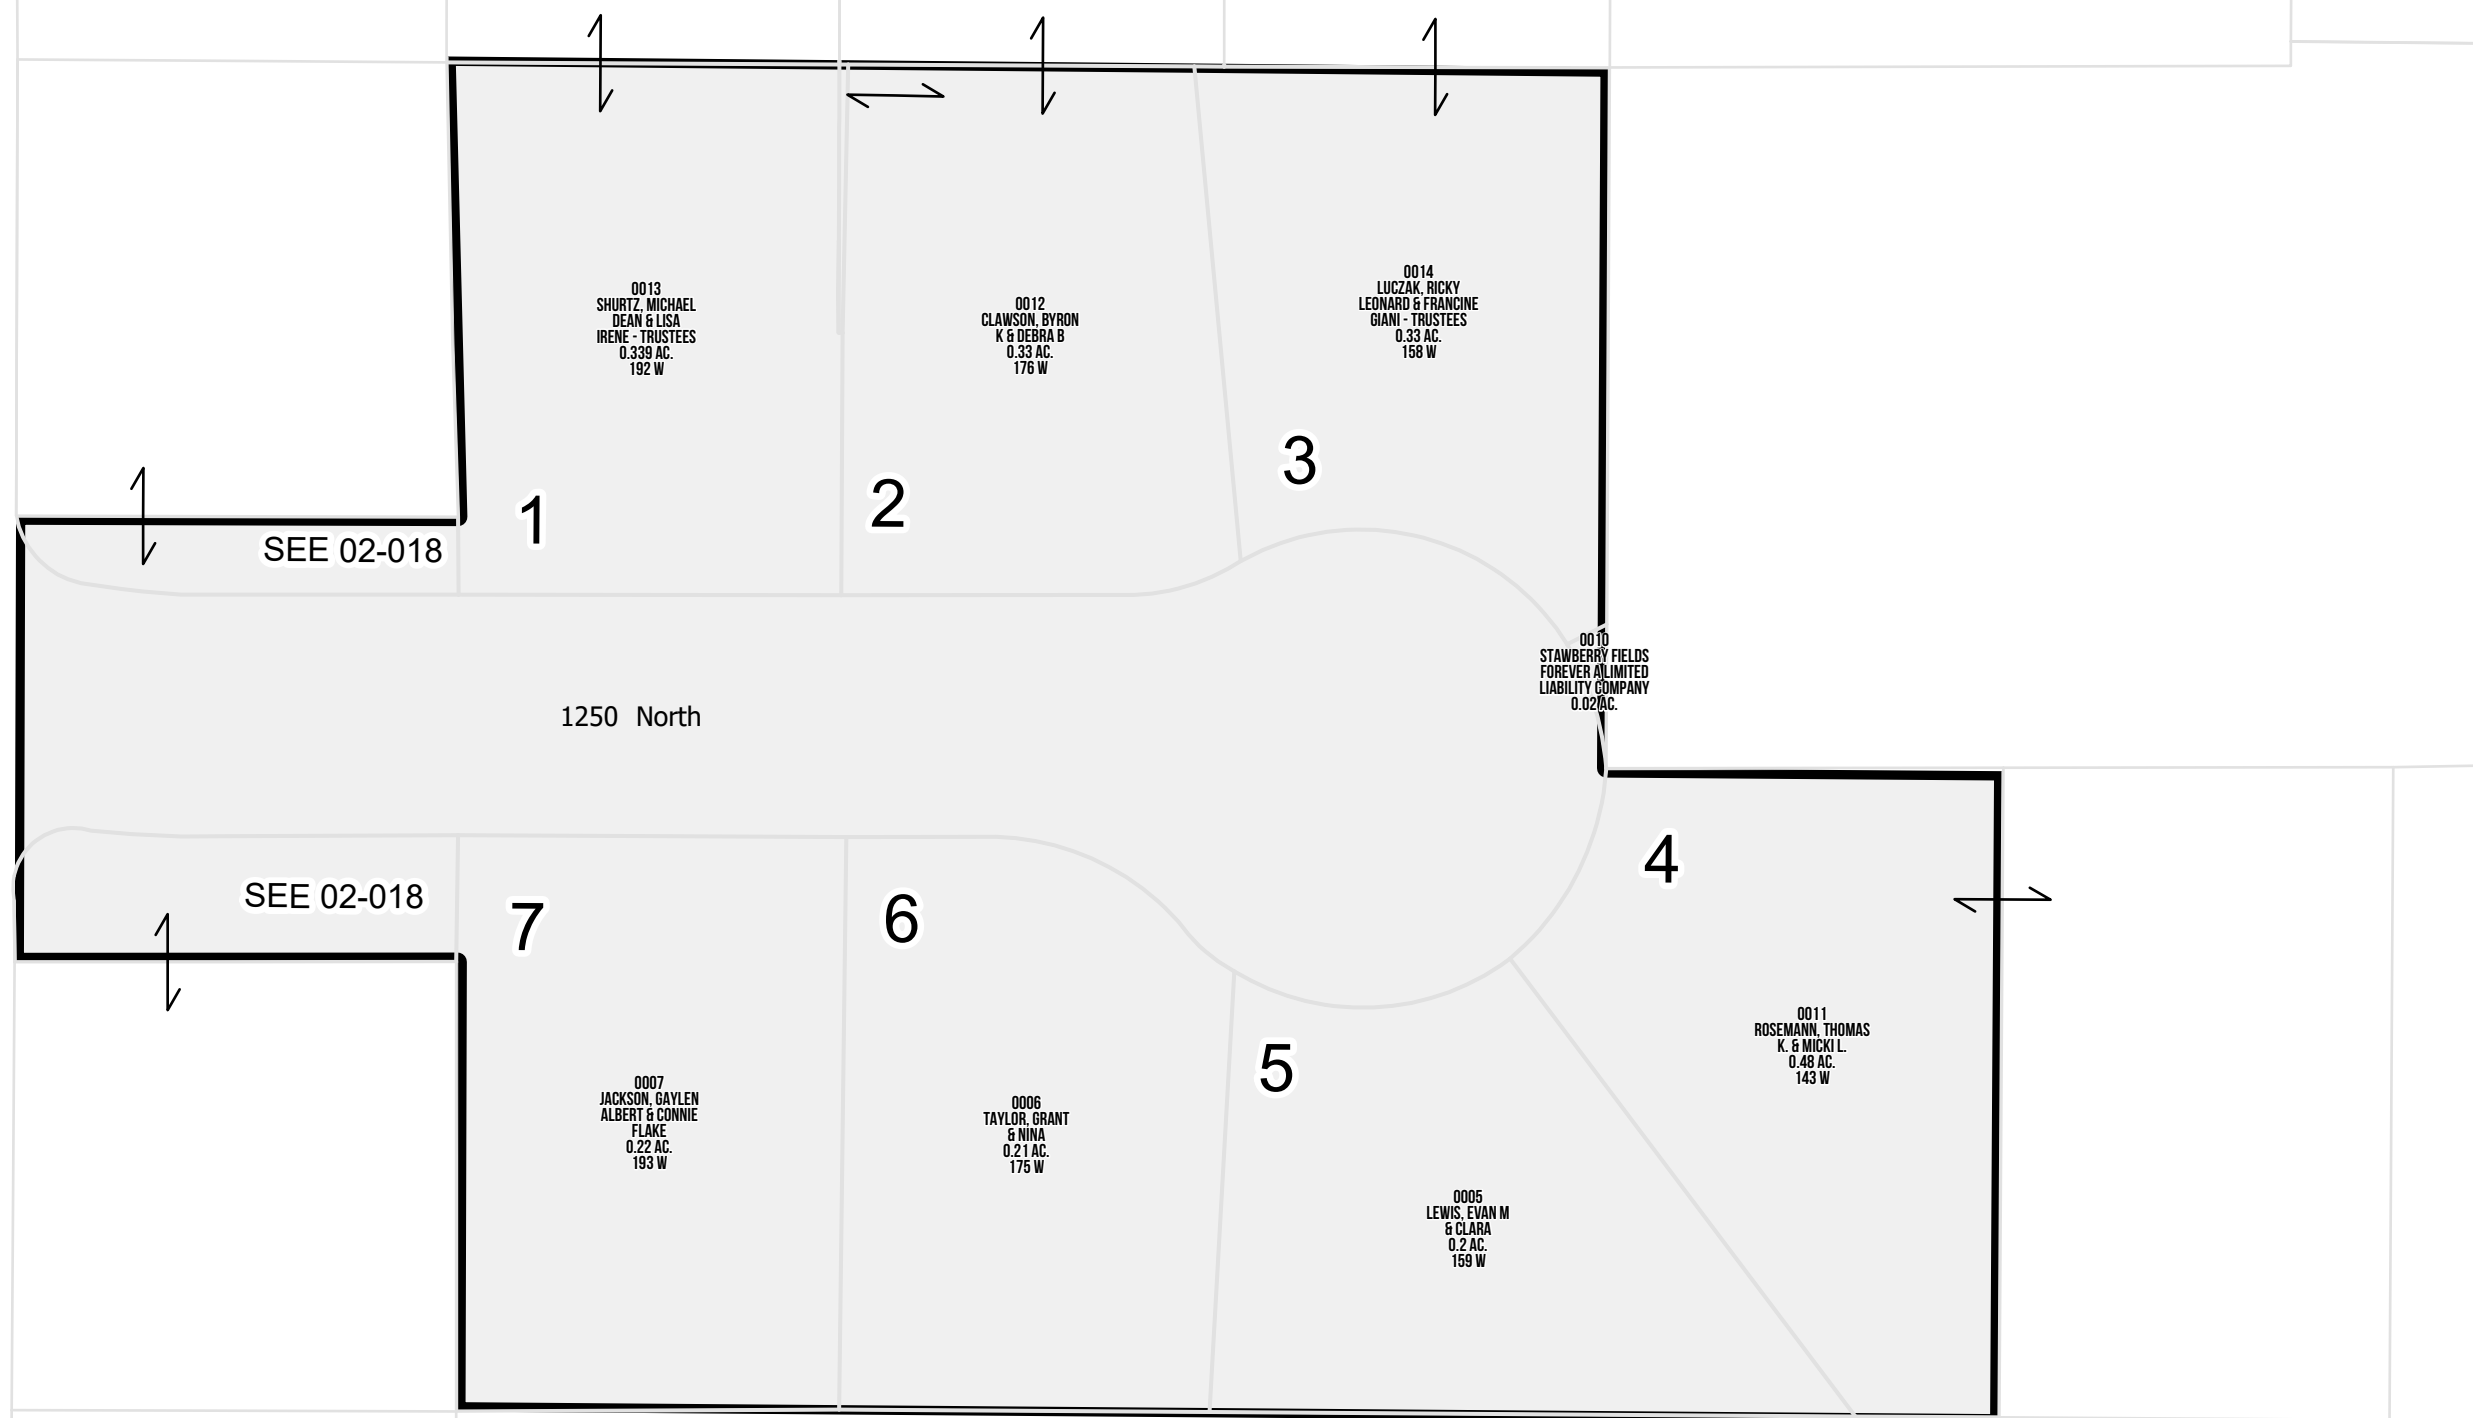 0013
SHURTZ, MICHAEL
DEAN & LISA
IRENE - TRUSTEES
0.339 AC.
192 W
0012
CLAWSON, BYRON
K & DEBRA B
0.33 AC.
176 W
0014
LUCZAK, RICKY
LEONARD & FRANCINE
GIANI - TRUSTEES
0.33 AC.
158 W
1
2
3
SEE 02-018
0010
STAWBERRY FIELDS
FOREVER A LIMITED
LIABILITY COMPANY
0.02 AC.
1250 North
SEE 02-018
7
6
5
4
0007
JACKSON, GAYLEN
ALBERT & CONNIE
FLAKE
0.22 AC.
193 W
0006
TAYLOR, GRANT
& NINA
0.21 AC.
175 W
0005
LEWIS, EVAN M
& CLARA
0.2 AC.
159 W
0011
ROSEMANN, THOMAS
K. & MICKI L.
0.48 AC.
143 W